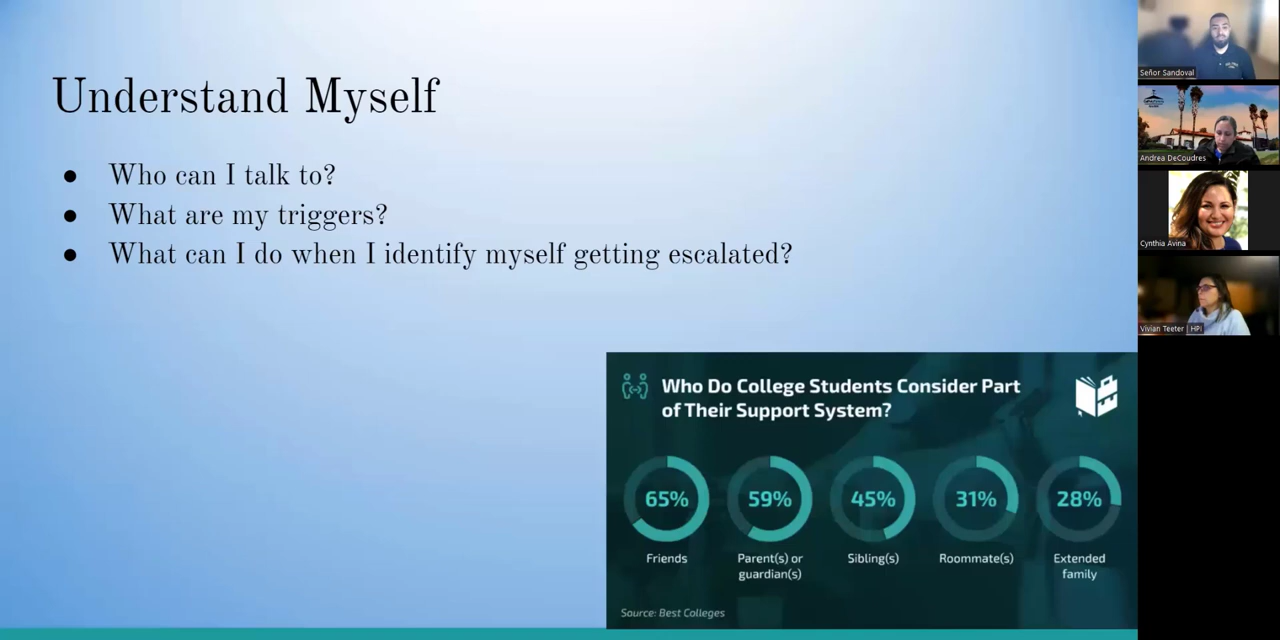 Understand Myself
● Who can I talk to?
● What are my triggers?
● What can I do when I identify myself getting escalated?
Who Do College Students Consider Part
of Their Support System?
65%
59%
45%
31%
28%
Friends
Parent(s) or
guardian(s)
Sibling(s)
Roommate(s)
Extended
family
Source: Best Colleges
Señor Sandoval
Andrea DeCoudres
Cynthia Avina
Vivian Teeter | HPI